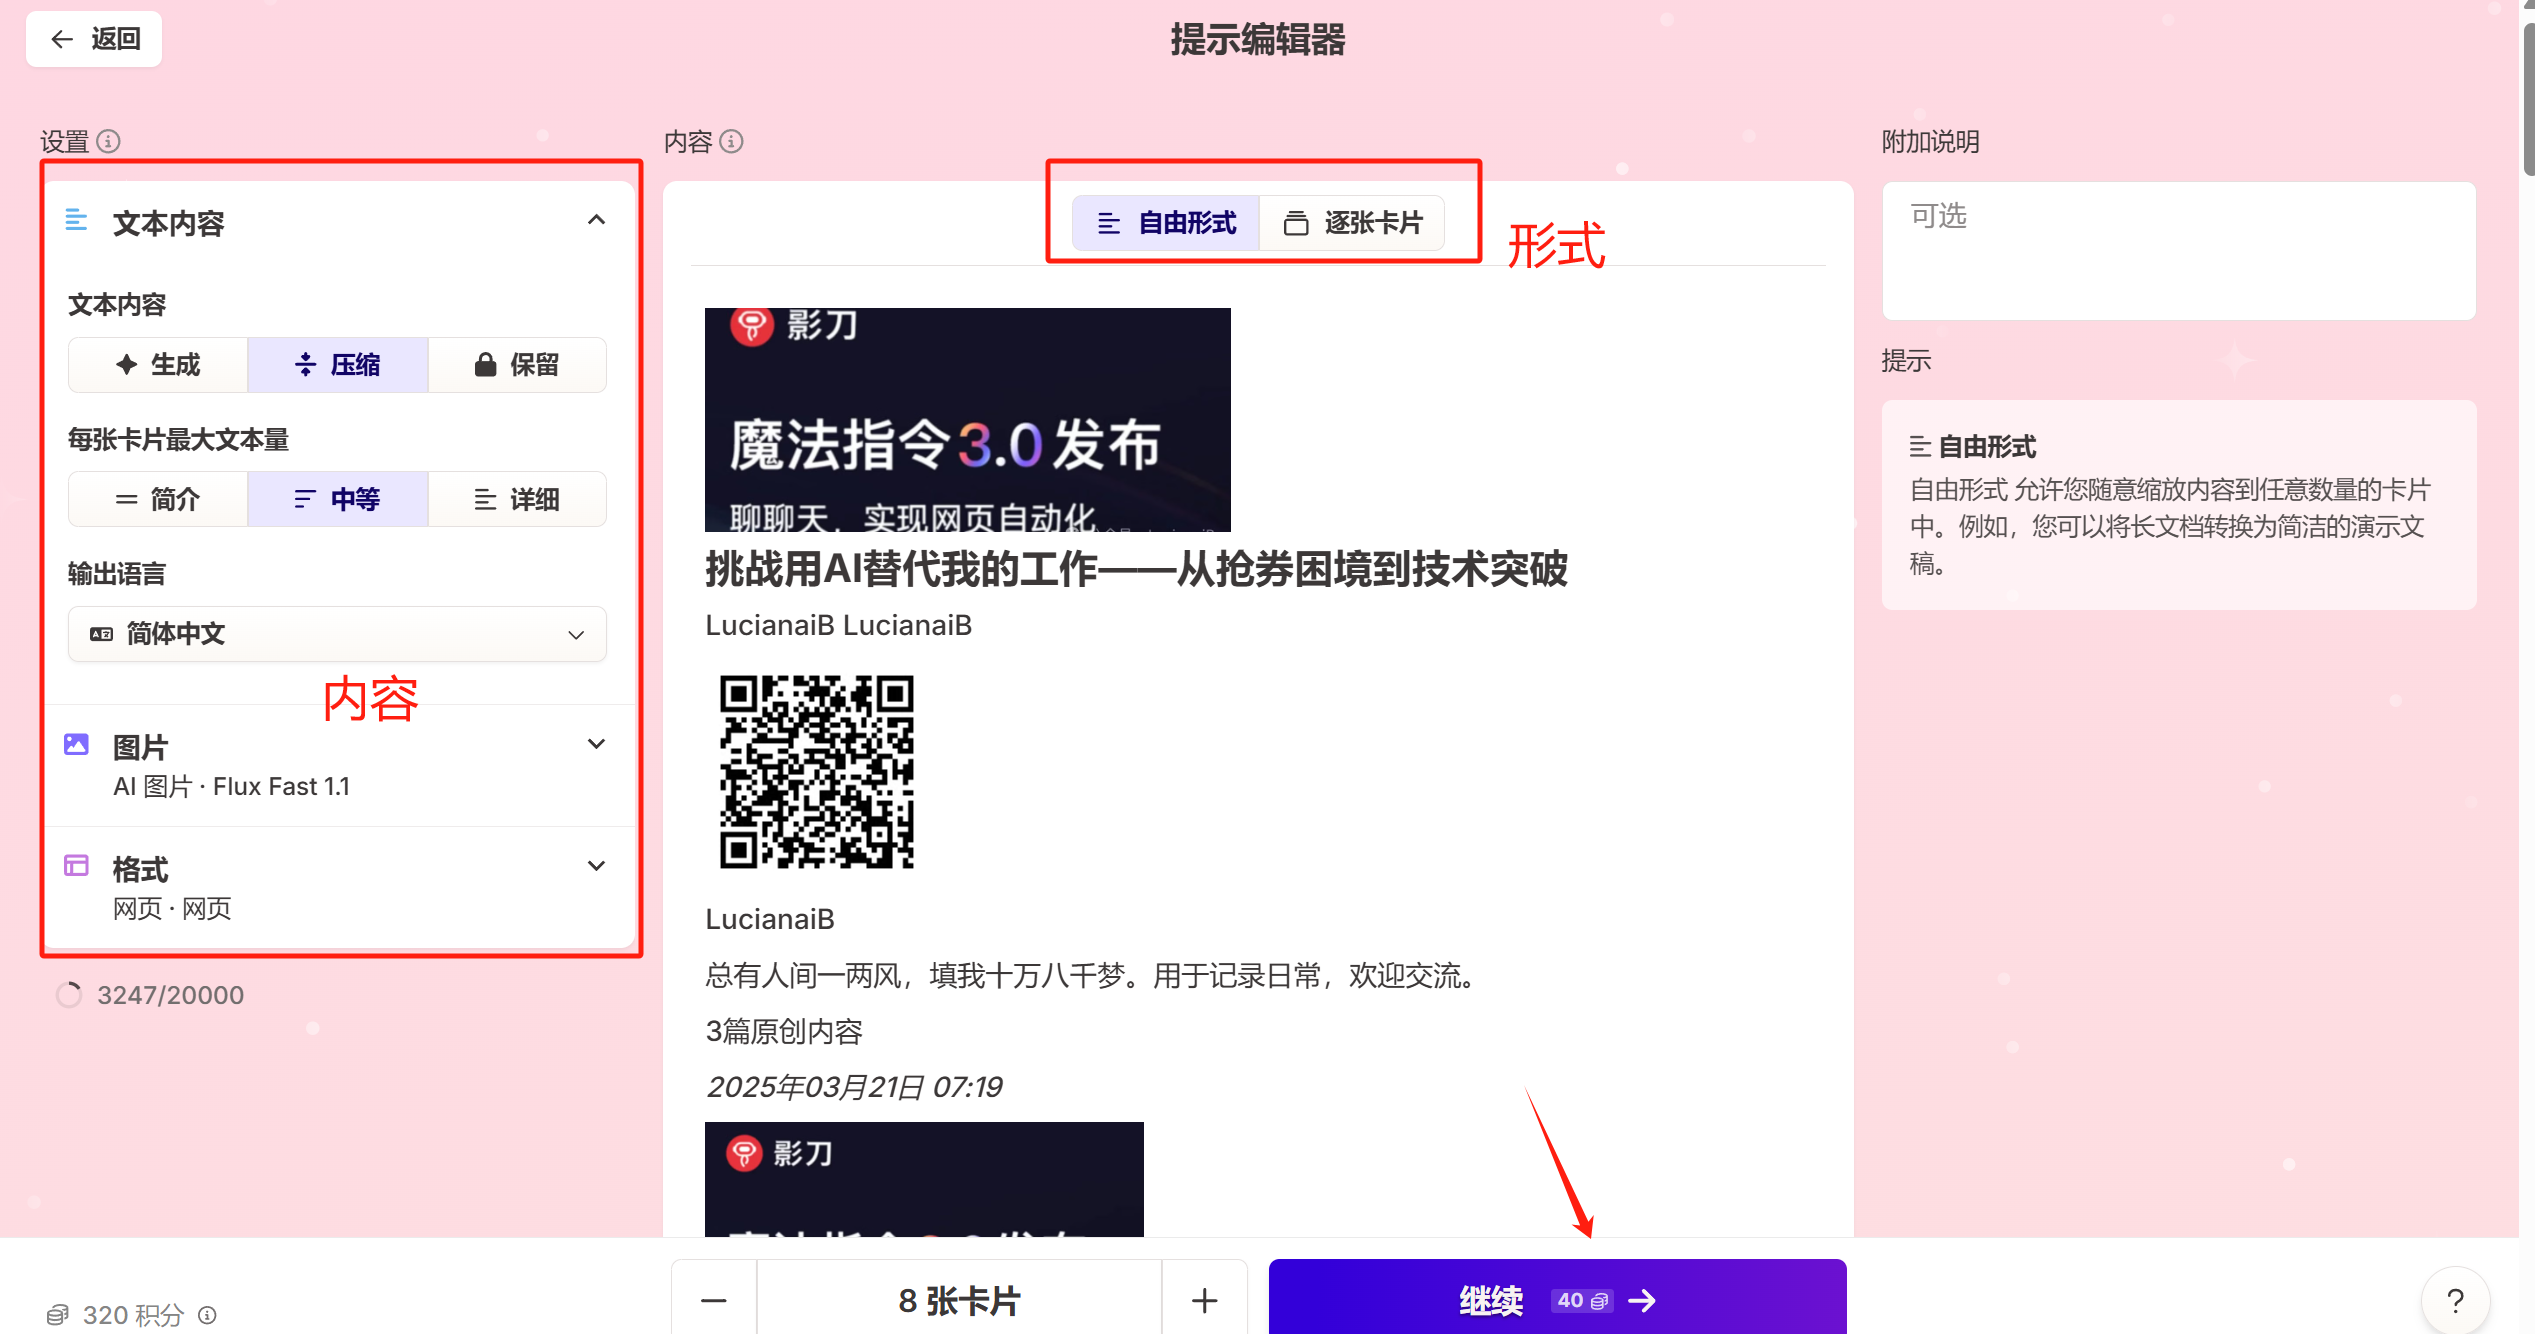 返回
提示编辑器
设置
文本内容
文本内容
生成
压缩
保留
每张卡片最大文本量
简介
中等
详细
输出语言
简体中文
内容
图片
AI 图片 · Flux Fast 1.1
格式
网页 · 网页
3247/20000
320 积分
内容
自由形式
逐张卡片
形式
影刀
魔法指令3.0发布
聊聊天，实现网页自动化
挑战用AI替代我的工作——从抢券困境到技术突破
LucianaiB LucianaiB
LucianaiB
总有人间一两风，填我十万八千梦。用于记录日常，欢迎交流。
3篇原创内容
2025年03月21日 07:19
影刀
8 张卡片
继续 40
附加说明
可选
提示
自由形式
自由形式 允许您随意缩放内容到任意数量的卡片
中。例如，您可以将长文档转换为简洁的演示文
稿。
?